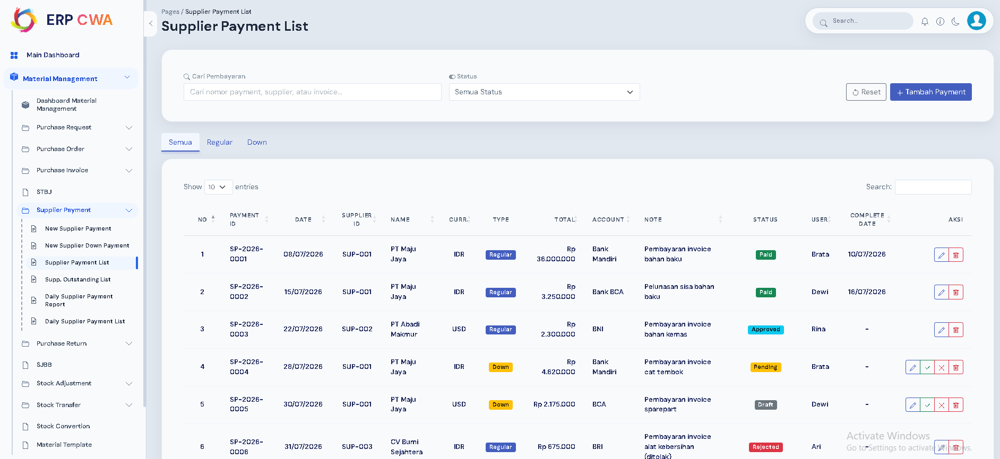 ERP CWA
Main Dashboard
Material Management
Dashboard Material
Management
Purchase Request
Purchase Order
Purchase Invoice
STBJ
Supplier Payment
New Supplier Payment
New Supplier Down Payment
Supplier Payment List
Supp. Outstanding List
Daily Supplier Payment
Report
Daily Supplier Payment List
Purchase Return
SJBB
Stock Adjustment
Stock Transfer
Stock Convertion
Material Template
Pages / Supplier Payment List
Supplier Payment List
Search...
Cari Pembayaran
Cari nomor payment, supplier, atau invoice...
Status
Semua Status
Reset
+ Tambah Payment
Semua Regular Down
Show 10 entries
Search:
NO PAYMENT ID DATE SUPPLIER ID NAME CURR. TYPE TOTAL ACCOUNT NOTE STATUS USER COMPLETE DATE AKSI
1 SP-2026-0001 08/07/2026 SUP-001 PT Maju Jaya IDR Regular Rp 36.000.000 Bank Mandiri Pembayaran invoice bahan baku Paid Brata 10/07/2026
2 SP-2026-0002 15/07/2026 SUP-001 PT Maju Jaya IDR Regular Rp 3.250.000 Bank BCA Pelunasan sisa bahan baku Paid Dewi 16/07/2026
3 SP-2026-0003 22/07/2026 SUP-002 PT Abadi Makmur USD Regular Rp 2.300.000 BNI Pembayaran invoice bahan kemas Approved Rina -
4 SP-2026-0004 28/07/2026 SUP-001 PT Maju Jaya IDR Down Rp 4.620.000 Bank Mandiri Pembayaran invoice cat tembok Pending Brata -
5 SP-2026-0005 30/07/2026 SUP-001 PT Maju Jaya USD Down Rp 2.175.000 BCA Pembayaran invoice sparepart Draft Dewi -
6 SP-2026-0006 31/07/2026 SUP-003 CV Bumi Sejahtera IDR Regular Rp 675.000 BRI Pembayaran invoice alat kebersihan (ditolak) Rejected Ari -
Activate Windows
Go to Settings to activate Windows.